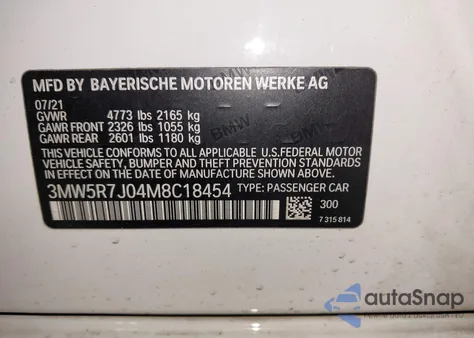 MFD BY BAYERISCHE MOTOREN WERKE AG
07/21
GVWR 4773 lbs 2165 kg
GAWR FRONT 2326 lbs 1055 kg
GAWR REAR 2601 lbs 1180 kg
THIS VEHICLE CONFORMS TO ALL APPLICABLE U.S.FEDERAL MOTOR
VEHICLE SAFETY, BUMPER, AND THEFT PREVENTION STANDARDS
IN EFFECT ON THE DATE OF MANUFACTURE SHOWN ABOVE.
3MW5R7J04M8C18454 TYPE: PASSENGER CAR
300
7 315 814
BMW
BMW
autoSnap